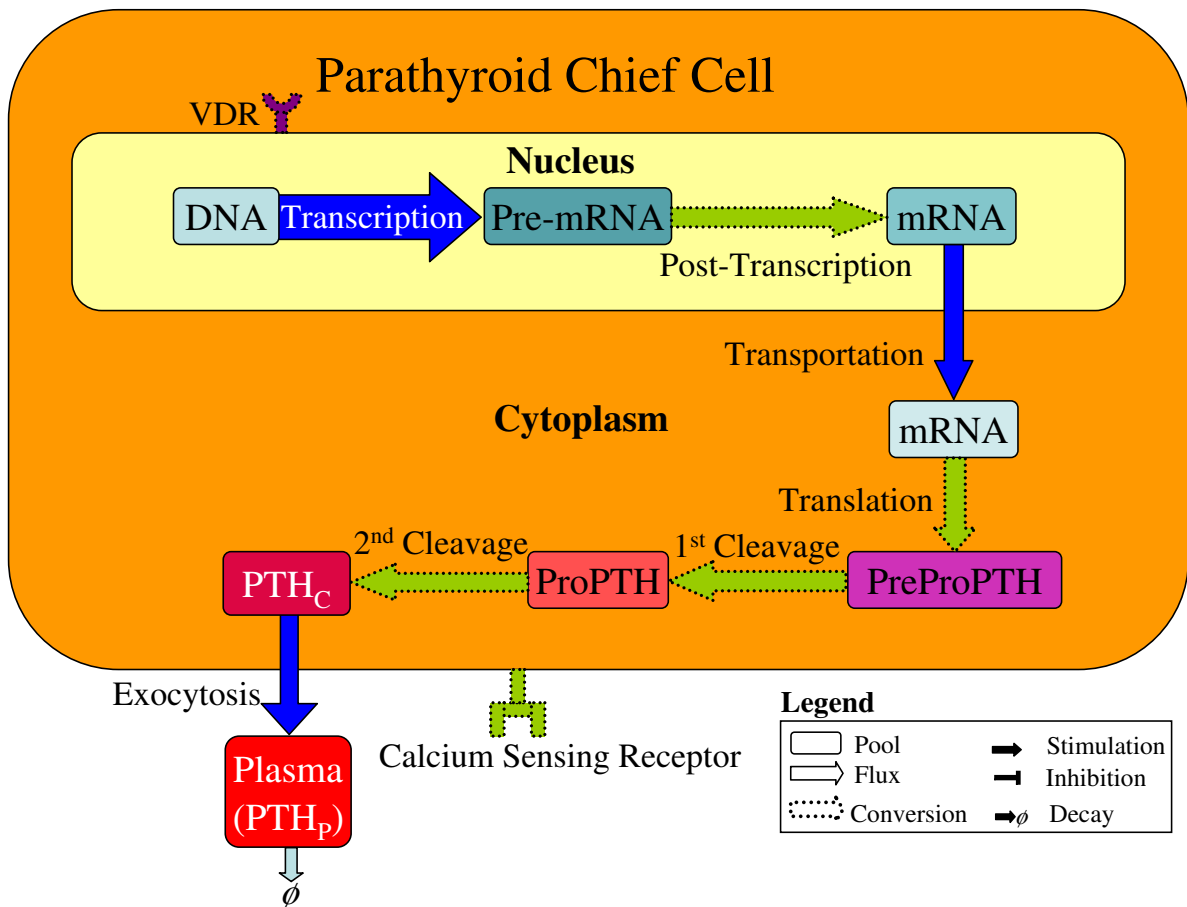 Parathyroid Chief Cell
VDR
Nucleus
DNA
Transcription
Pre-mRNA
mRNA
Post-Transcription
Transportation
Cytoplasm
mRNA
Translation
2nd Cleavage
1st Cleavage
PTHC
ProPTH
PreProPTH
Exocytosis
Calcium Sensing Receptor
Plasma
(PTHP)
ϕ
Legend
Pool
Stimulation
Flux
Inhibition
Conversion
ϕ Decay